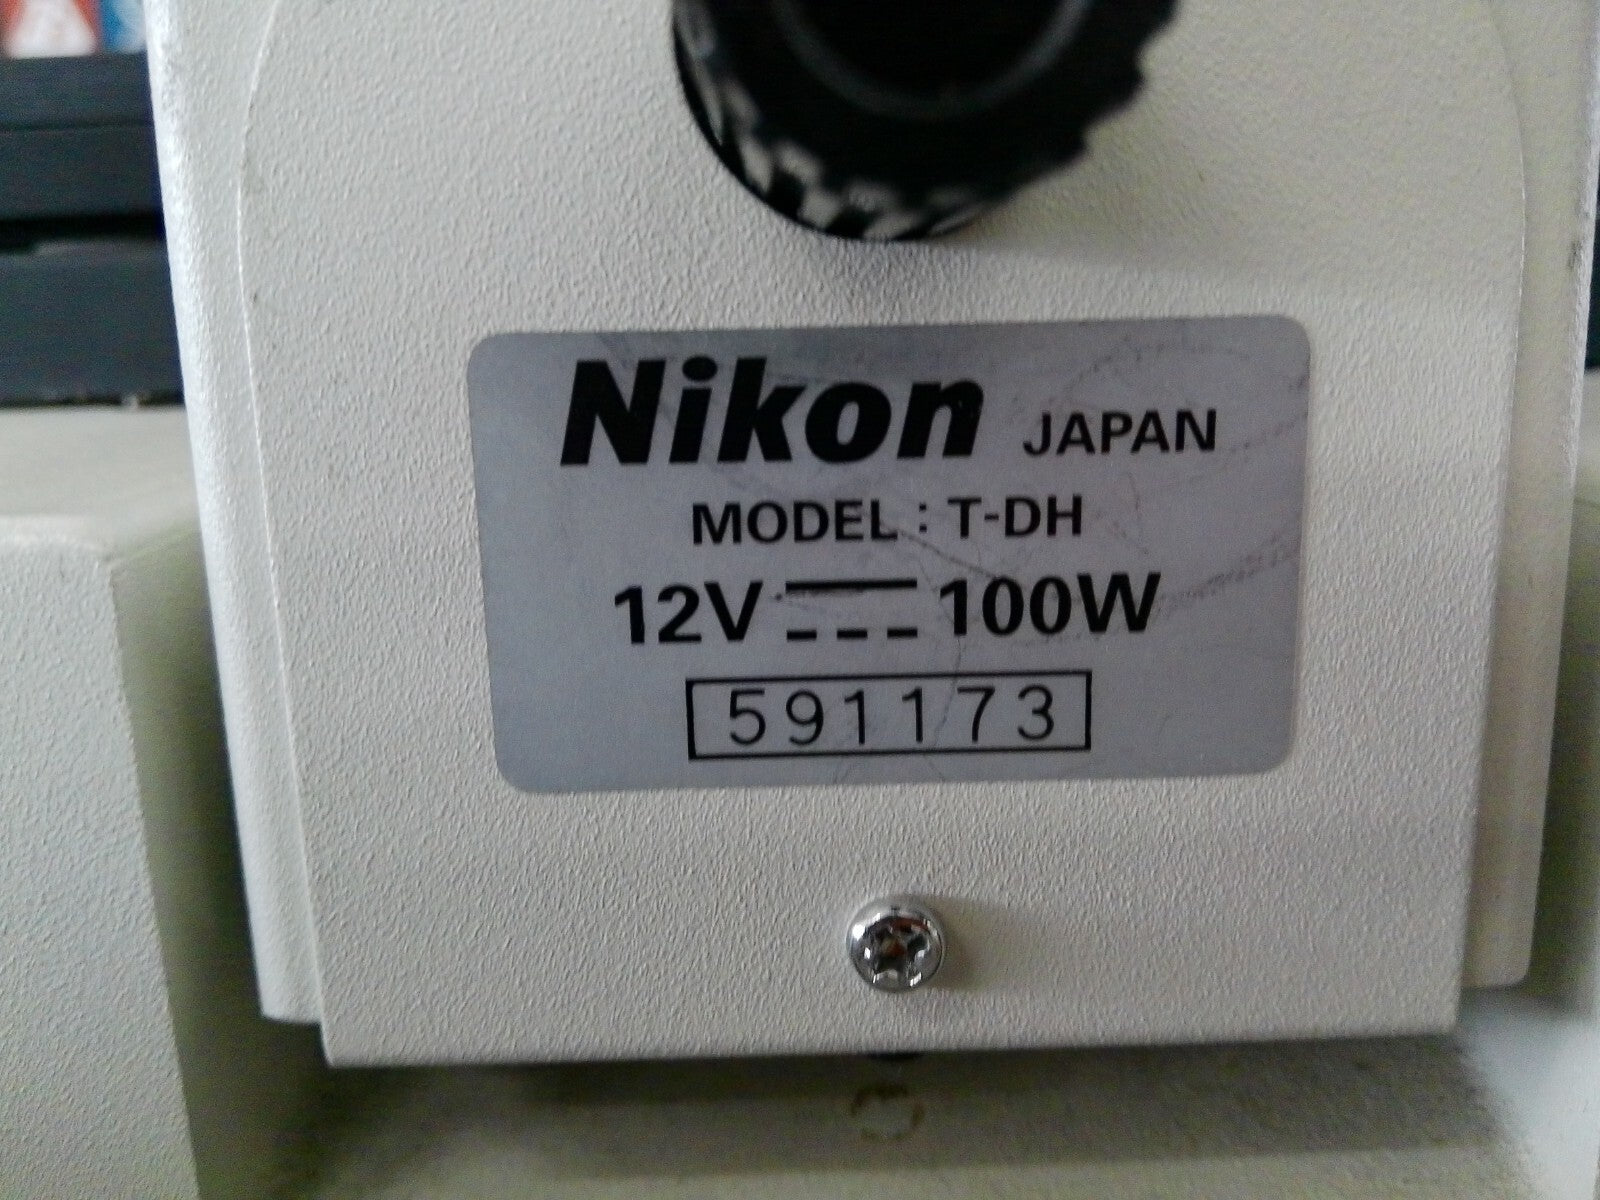 Nikon JAPAN
MODEL : T-DH
12V ⎓ 100W
591173